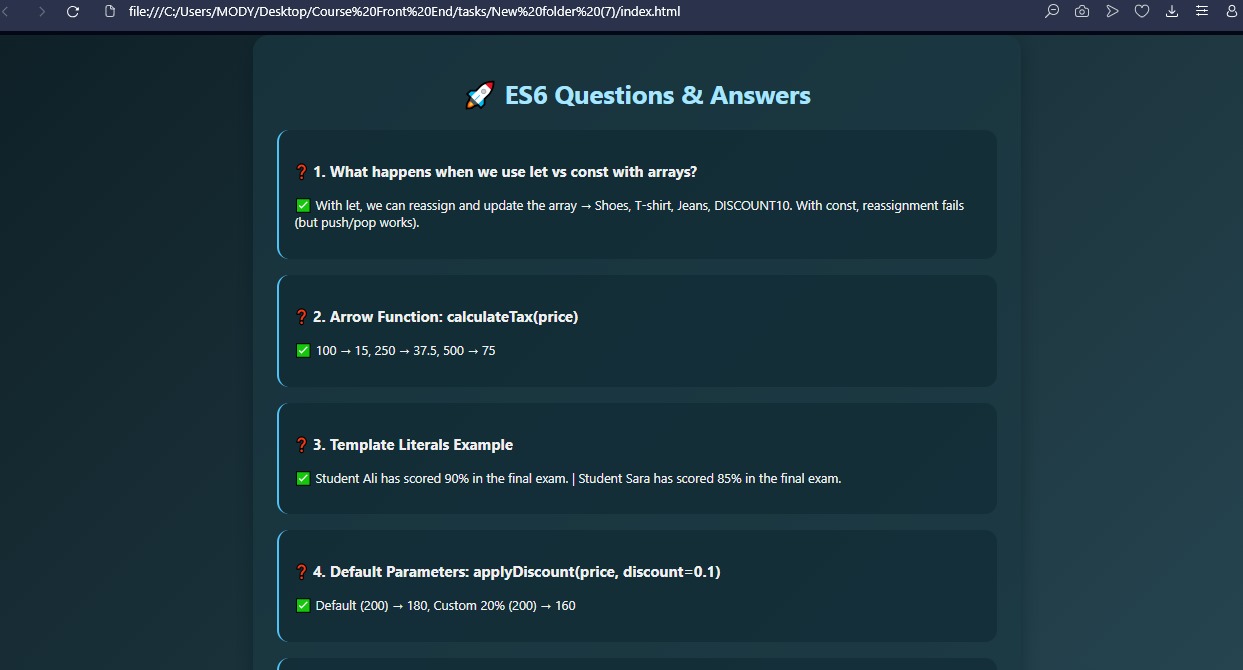 file:///C:/Users/MODY/Desktop/Course%20Front%20End/tasks/New%20folder%20(7)/index.html
🚀 ES6 Questions & Answers
❓ 1. What happens when we use let vs const with arrays?
✅ With let, we can reassign and update the array → Shoes, T-shirt, Jeans, DISCOUNT10. With const, reassignment fails
(but push/pop works).
❓ 2. Arrow Function: calculateTax(price)
✅ 100 → 15, 250 → 37.5, 500 → 75
❓ 3. Template Literals Example
✅ Student Ali has scored 90% in the final exam. | Student Sara has scored 85% in the final exam.
❓ 4. Default Parameters: applyDiscount(price, discount=0.1)
✅ Default (200) → 180, Custom 20% (200) → 160